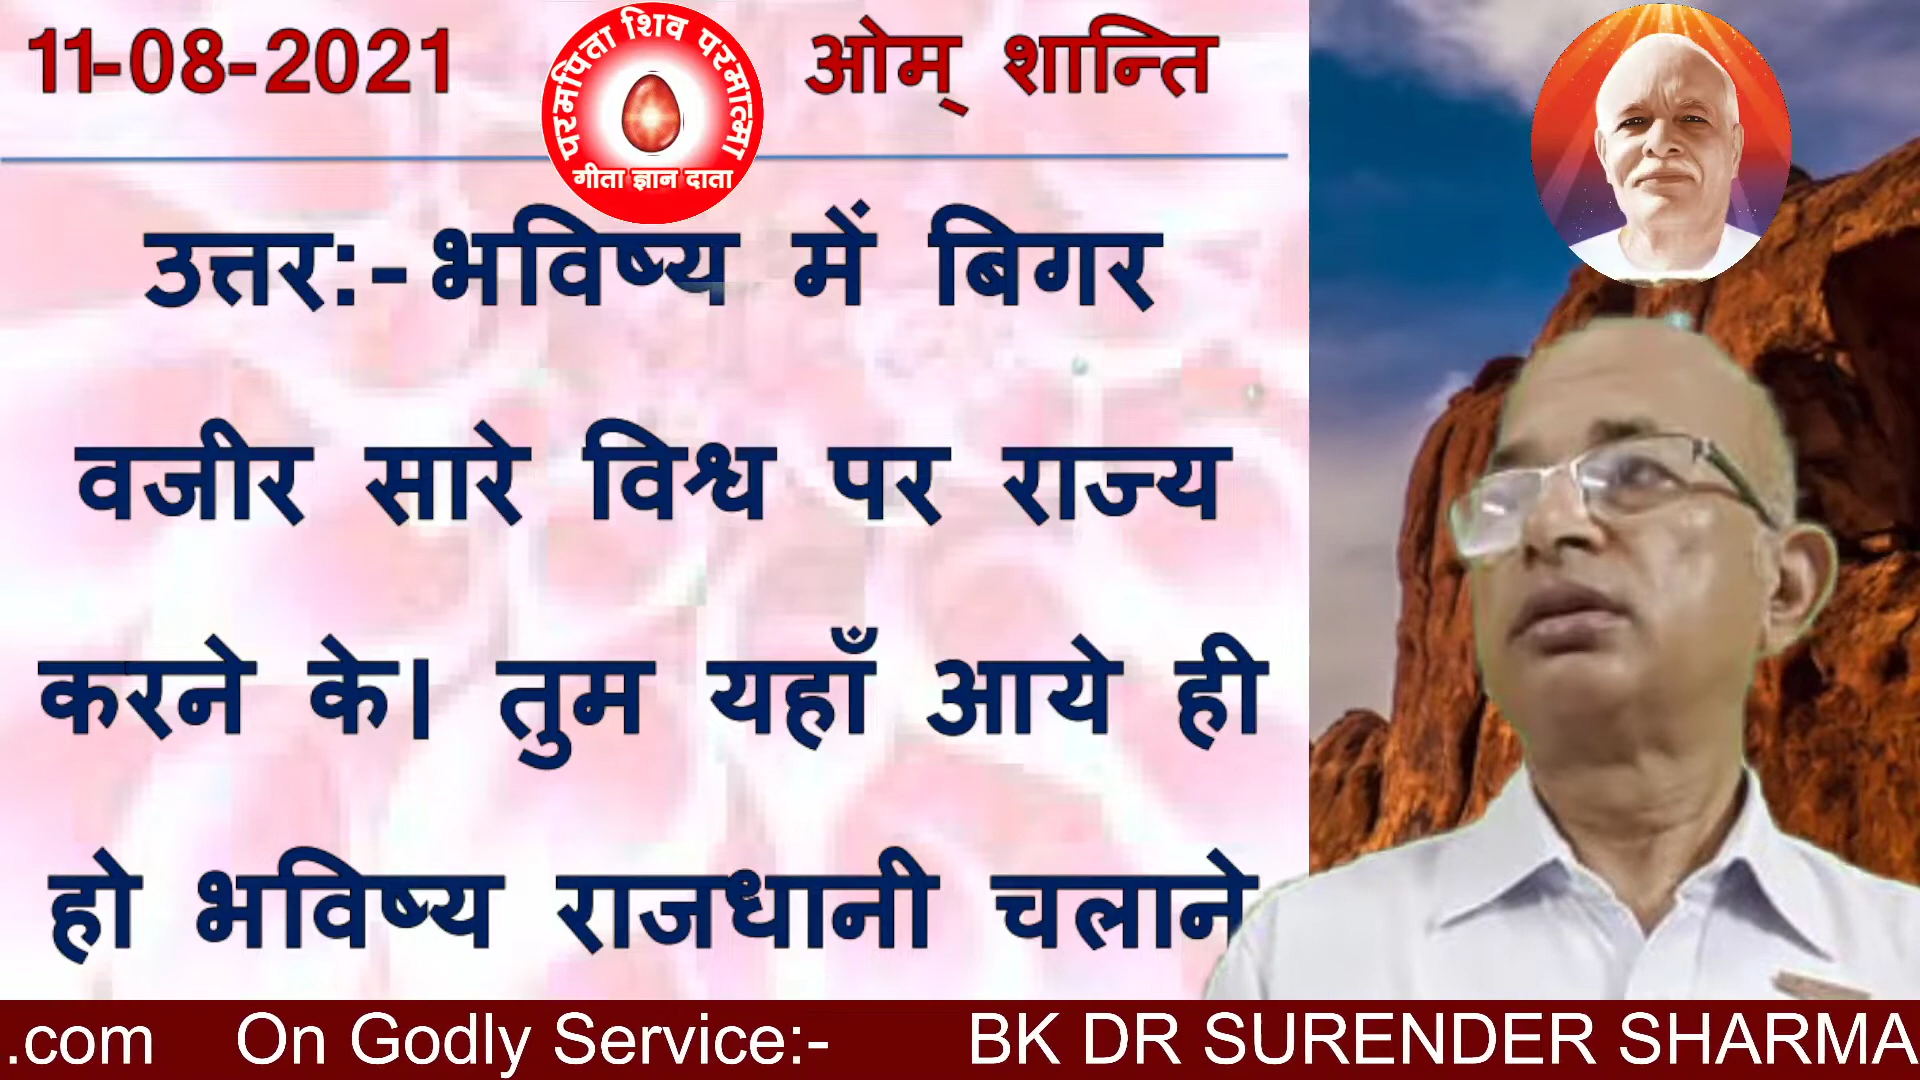 11-08-2021
परमपिता शिव परमात्मा
गीता ज्ञान दाता
ओम् शान्ति
उत्तर:- भविष्य में बिगर
वजीर सारे विश्व पर राज्य
करने के। तुम यहाँ आये ही
हो भविष्य राजधानी चलाने
.com On Godly Service:- BK DR SURENDER SHARMA